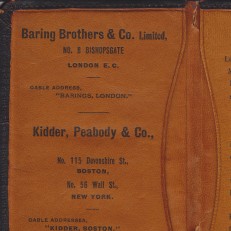 Baring Brothers & Co. Limited,
NO. 8 BISHOPSGATE
LONDON E. C.
CABLE ADDRESS,
"BARINGS, LONDON."
Kidder, Peabody & Co.,
No. 115 Devonshire St.,
BOSTON,
No. 56 Wall St.,
NEW YORK.
CABLE ADDRESSES,
"KIDDER, BOSTON."